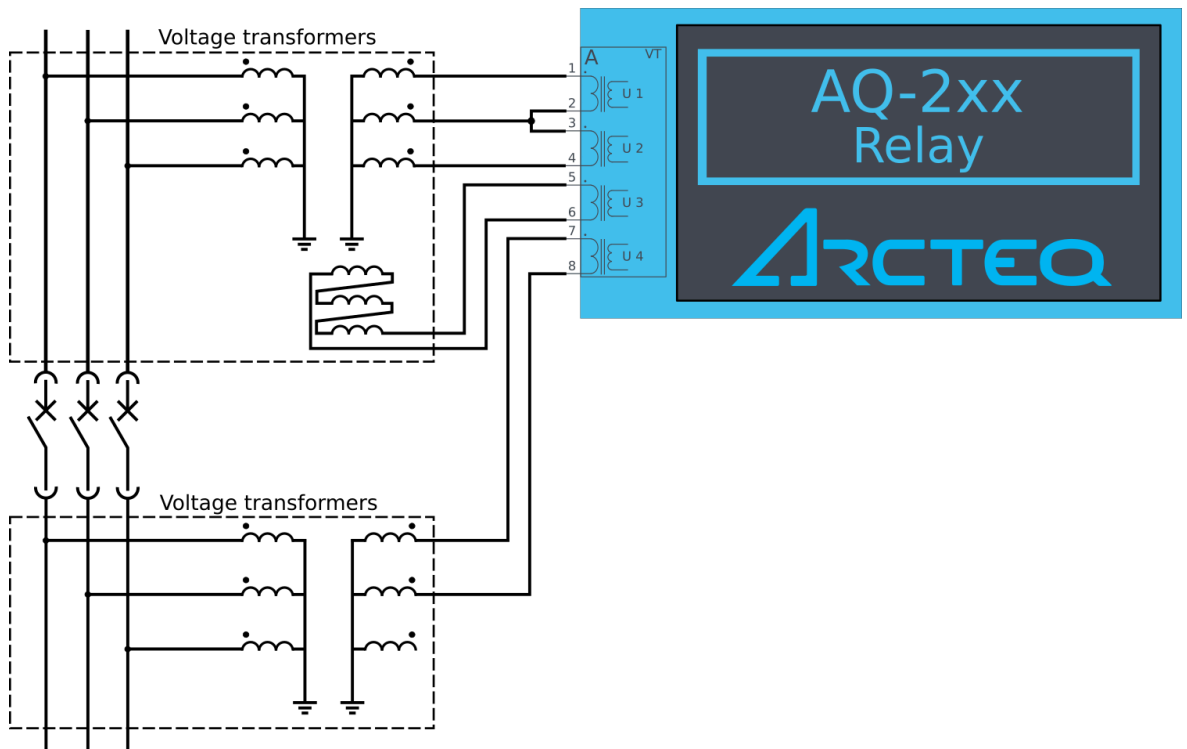 Voltage transformers
A VT
1
U 1
2
3
U 2
4
5
U 3
6
7
U 4
8
AQ-2xx
Relay
ARCTEQ
Voltage transformers